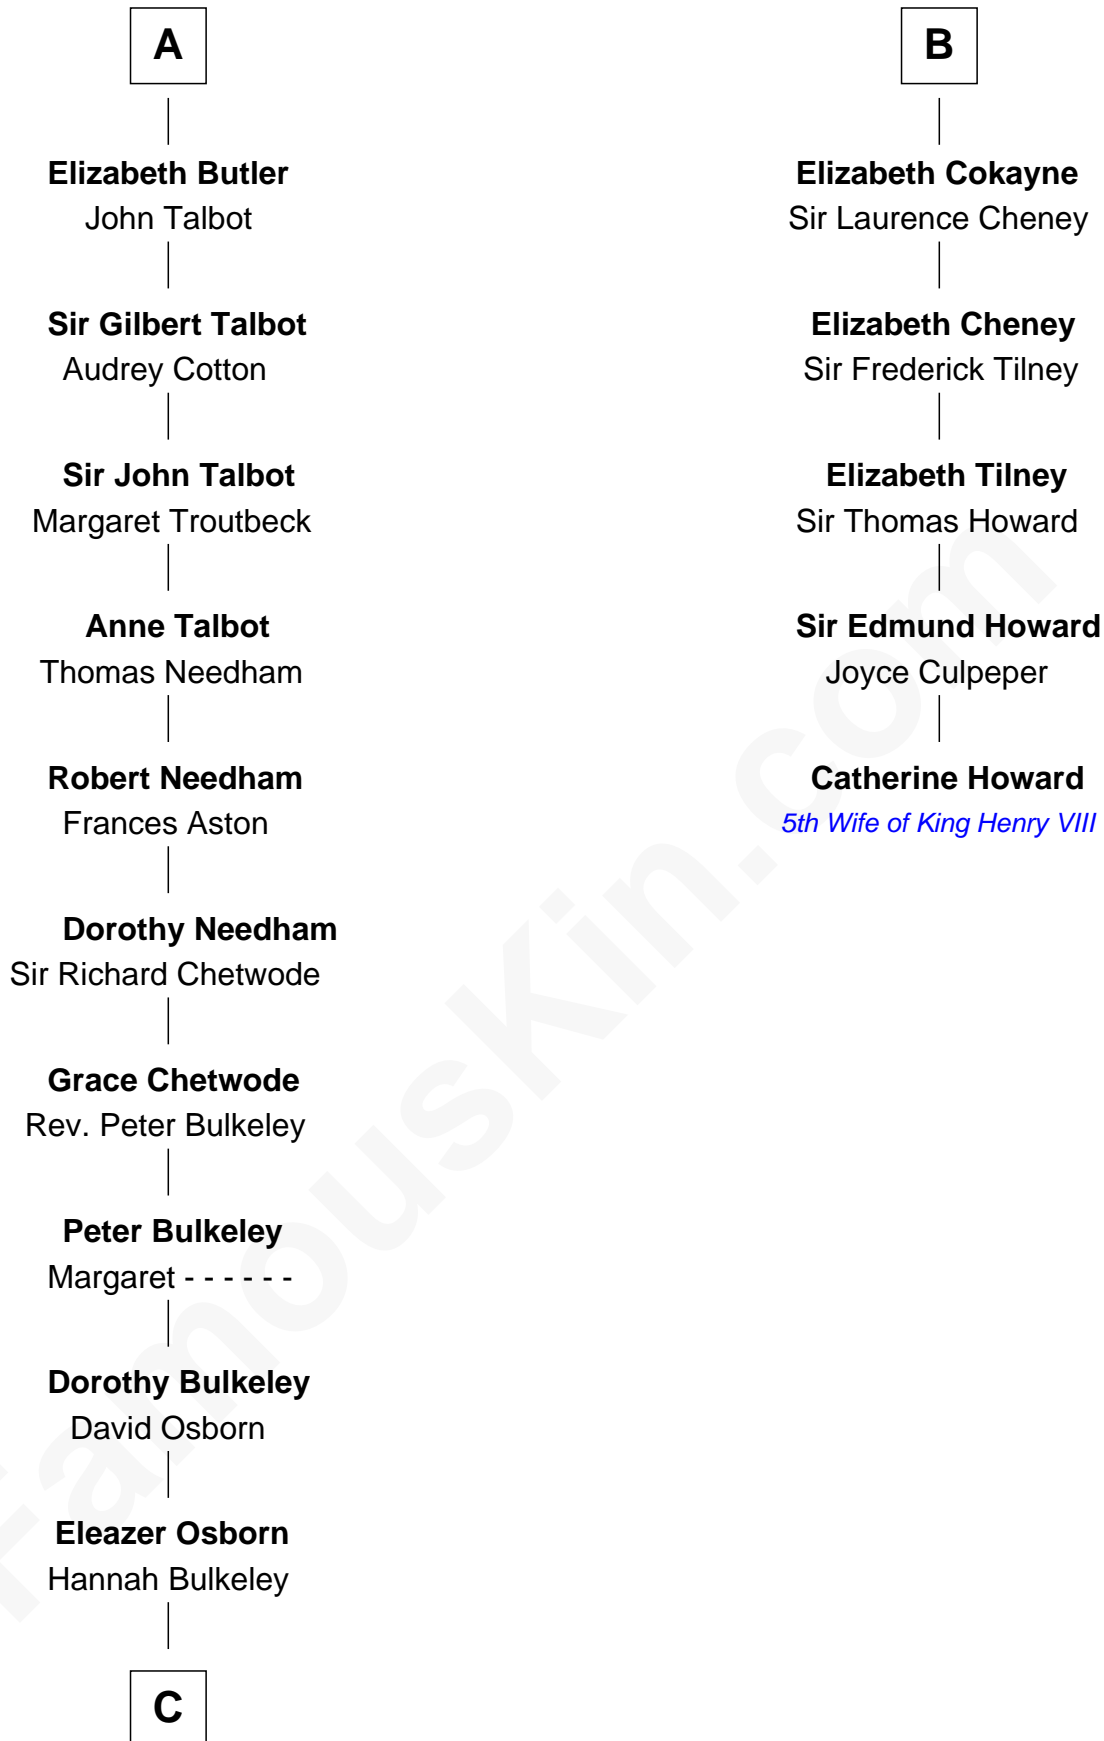 A
Elizabeth Butler
John Talbot
Sir Gilbert Talbot
Audrey Cotton
Sir John Talbot
Margaret Troutbeck
Anne Talbot
Thomas Needham
Robert Needham
Frances Aston
Dorothy Needham
Sir Richard Chetwode
Grace Chetwode
Rev. Peter Bulkeley
Peter Bulkeley
Margaret - - - - - -
Dorothy Bulkeley
David Osborn
Eleazer Osborn
Hannah Bulkeley
C
B
Elizabeth Cokayne
Sir Laurence Cheney
Elizabeth Cheney
Sir Frederick Tilney
Elizabeth Tilney
Sir Thomas Howard
Sir Edmund Howard
Joyce Culpeper
Catherine Howard
5th Wife of King Henry VIII
FamousKin.com